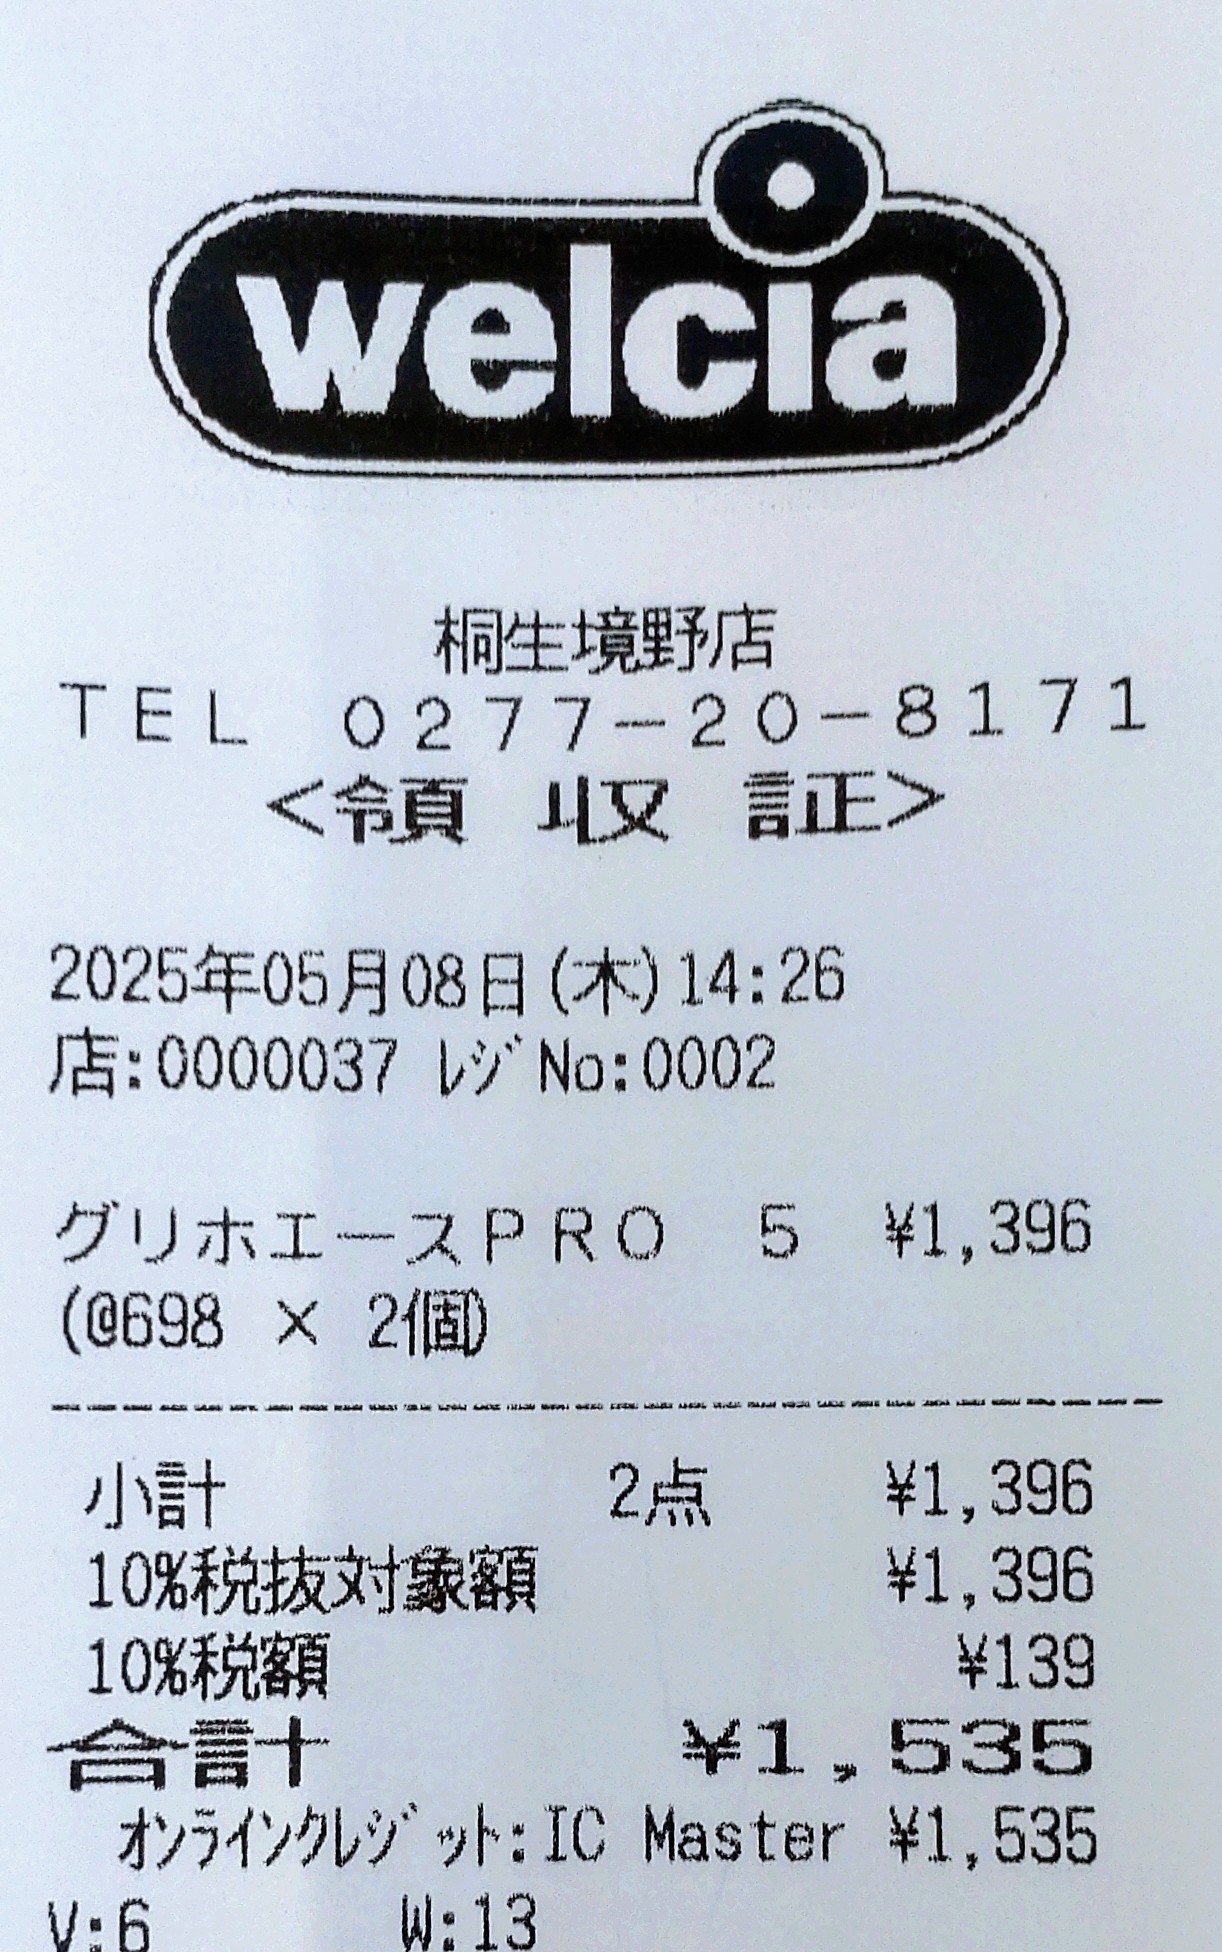 welcia
桐生境野店
TEL 0277-20-8171
<領 収 証>
2025年05月08日(木)14:26
店:0000037 ﾚｼﾞNo:0002
グリホエースPRO 5 ¥1,396
(@698 × 2個)
小計 2点 ¥1,396
10%税抜対象額 ¥1,396
10%税額 ¥139
合計 ¥1,535
ｵﾝﾗｲﾝｸﾚｼﾞｯﾄ:IC Master ¥1,535
V:6 W:13